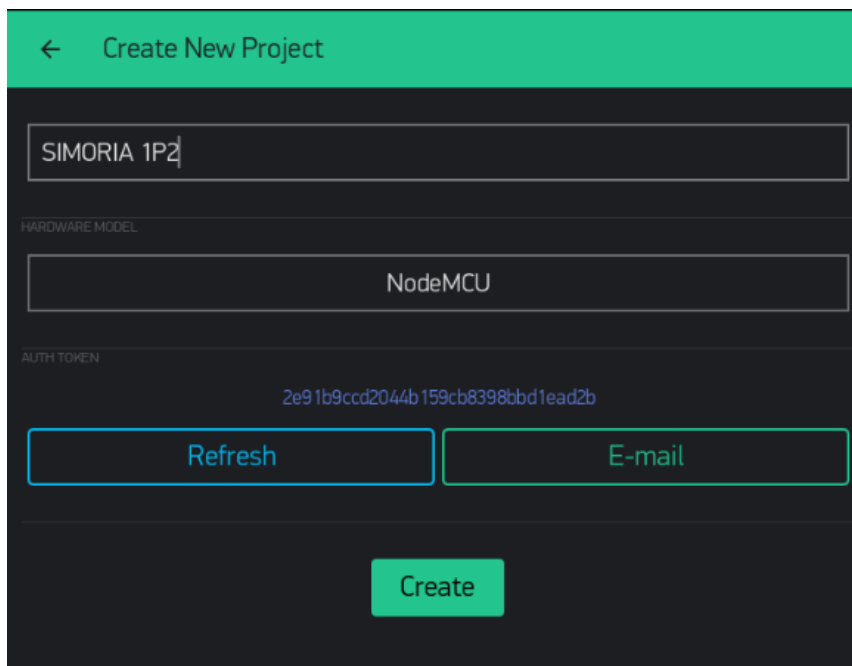 Create New Project
SIMORIA 1P2
HARDWARE MODEL
NodeMCU
AUTH TOKEN
2e91b9ccd2044b159cb8398bbd1ead2b
Refresh E-mail
Create